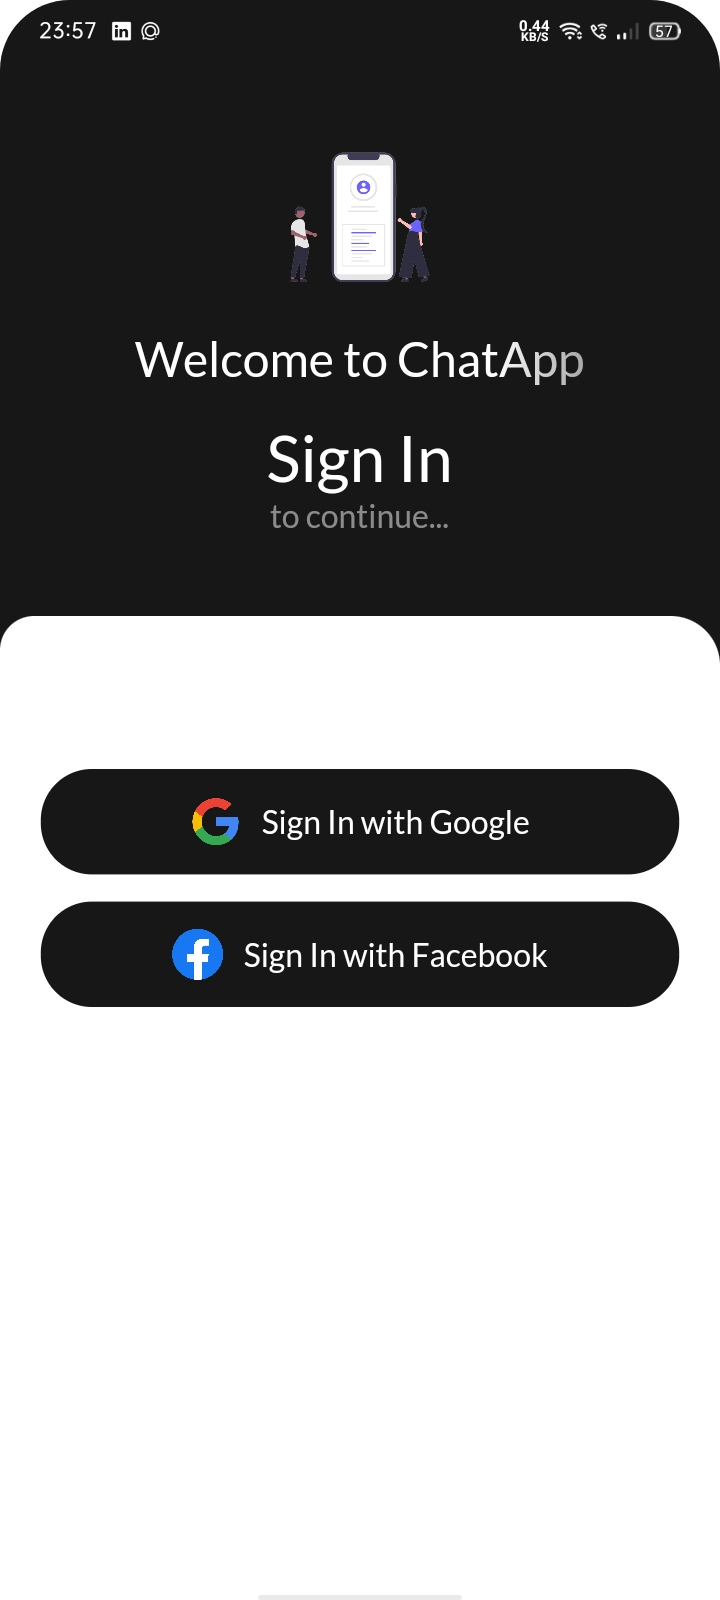 23:57
0.44
KB/S
57
Welcome to ChatApp
Sign In
to continue...
Sign In with Google
Sign In with Facebook